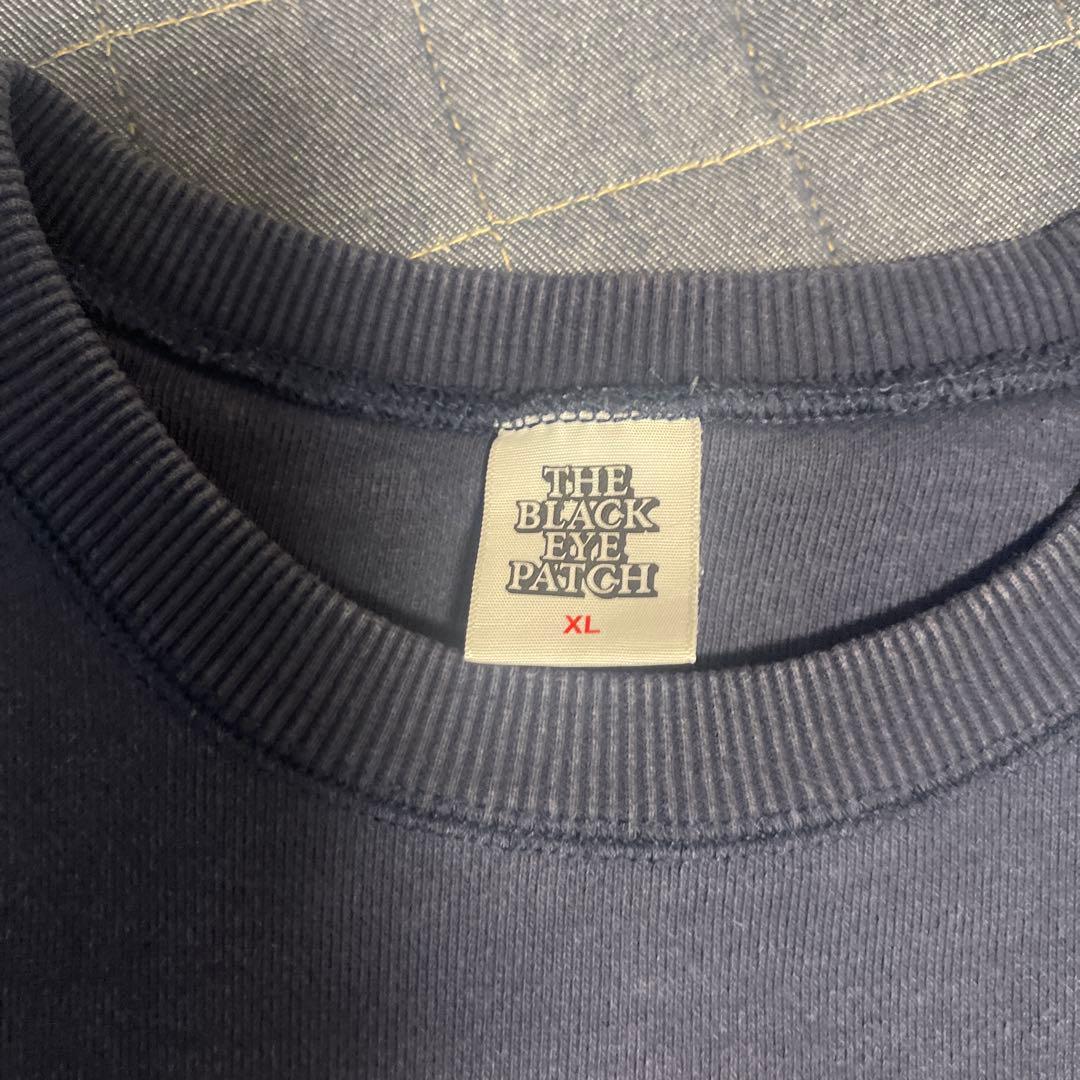 THE
BLACK
EYE
PATCH
XL